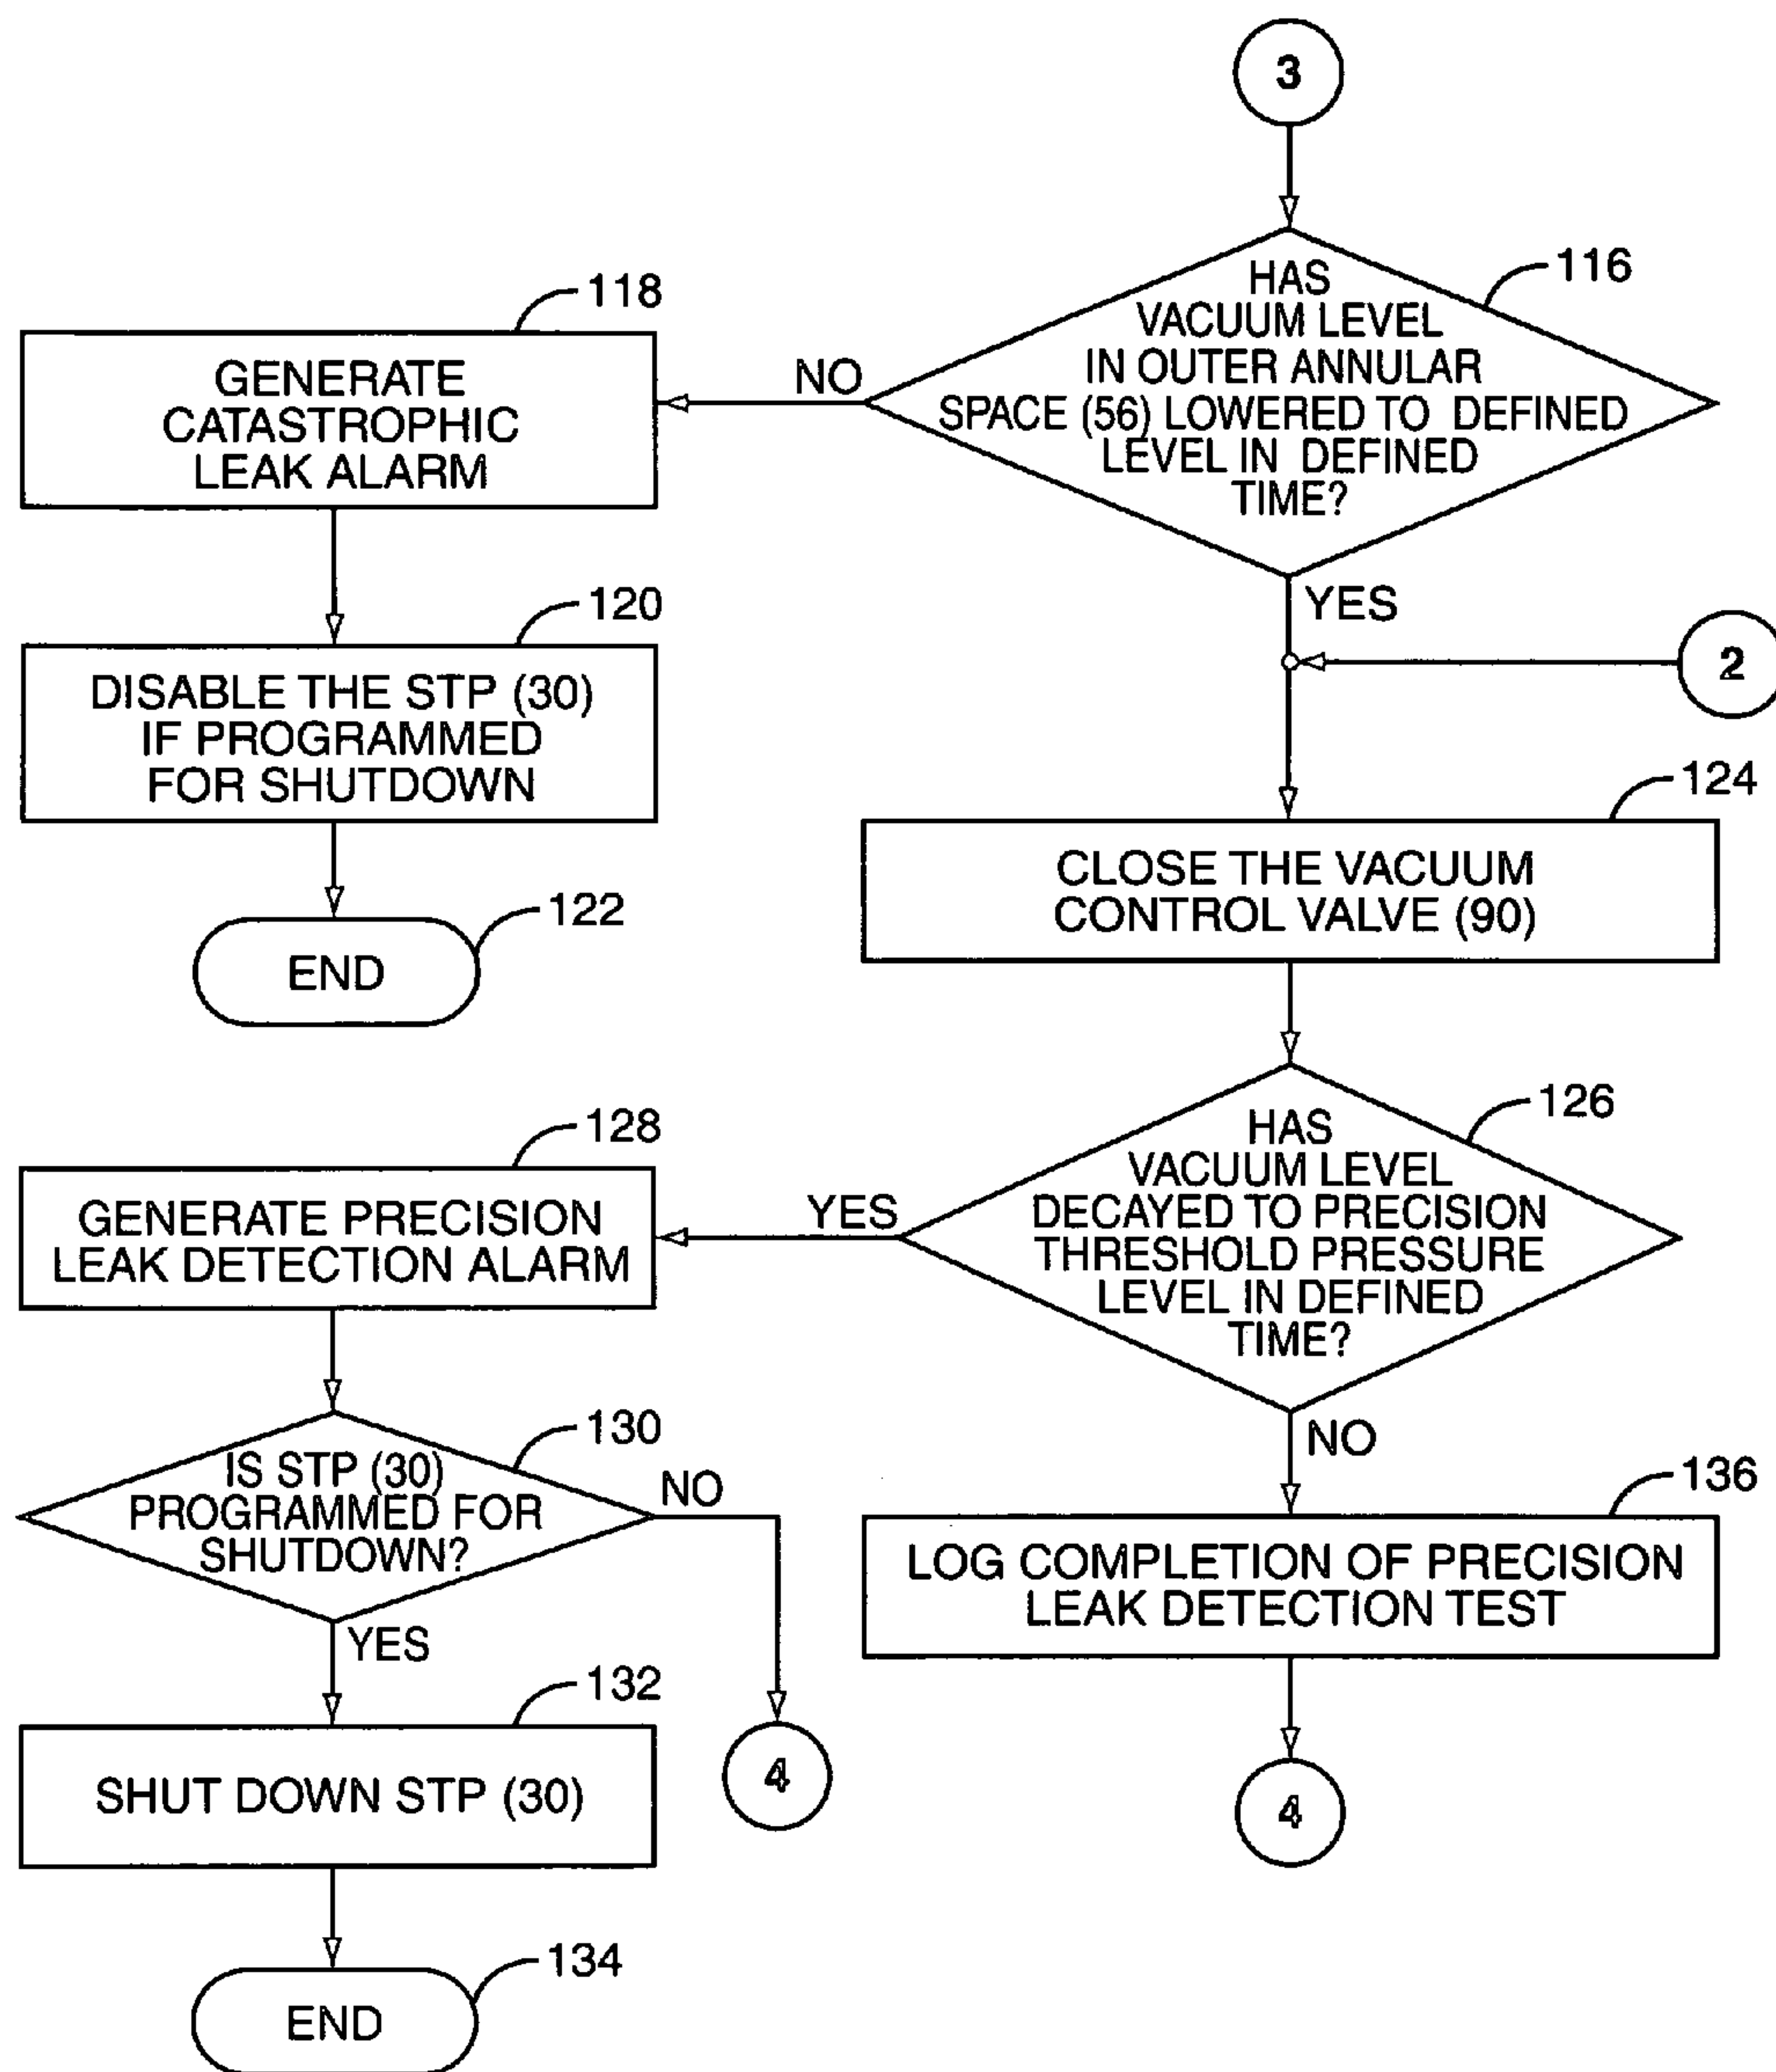 3
116
HAS
VACUUM LEVEL
IN OUTER ANNULAR
SPACE (56) LOWERED TO DEFINED
LEVEL IN DEFINED
TIME?
NO
118
GENERATE
CATASTROPHIC
LEAK ALARM
120
DISABLE THE STP (30)
IF PROGRAMMED
FOR SHUTDOWN
122
END
YES
2
124
CLOSE THE VACUUM
CONTROL VALVE (90)
126
HAS
VACUUM LEVEL
DECAYED TO PRECISION
THRESHOLD PRESSURE
LEVEL IN DEFINED
TIME?
YES
128
GENERATE PRECISION
LEAK DETECTION ALARM
130
IS STP (30)
PROGRAMMED FOR
SHUTDOWN?
NO
4
YES
132
SHUT DOWN STP (30)
134
END
NO
136
LOG COMPLETION OF PRECISION
LEAK DETECTION TEST
4